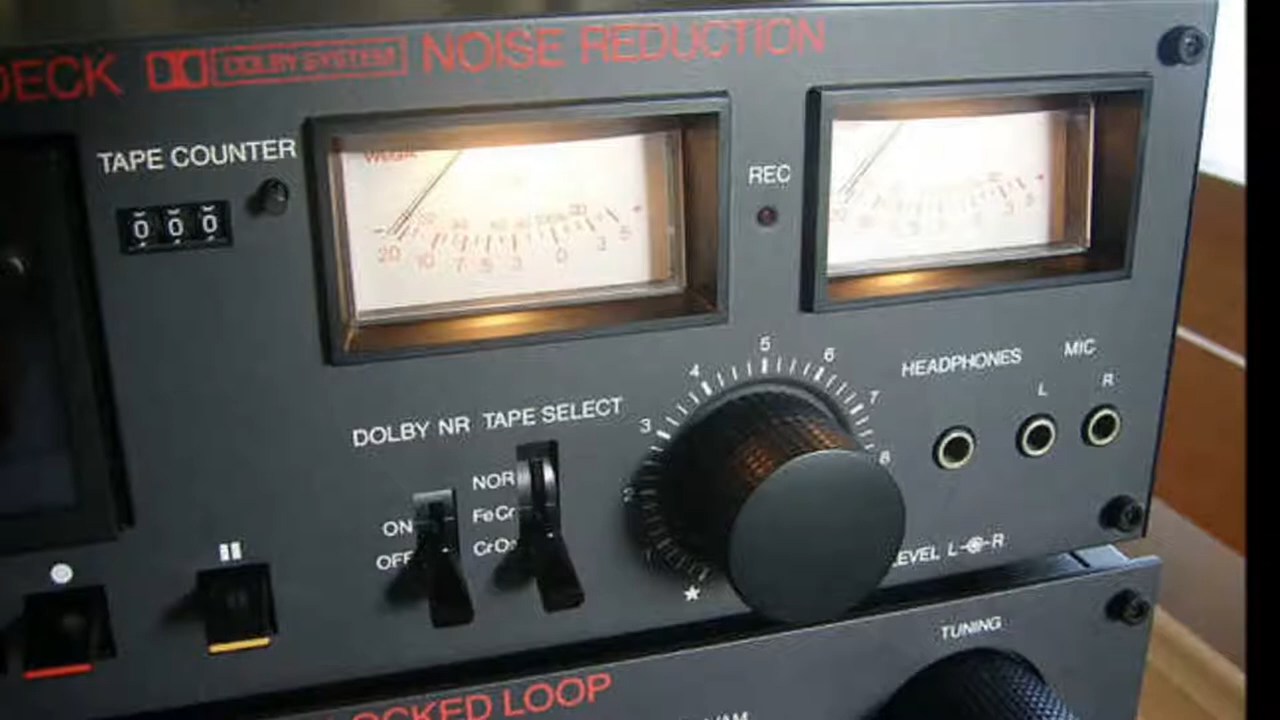 DECK DOLBY SYSTEM NOISE REDUCTION
TAPE COUNTER
000
WEGA
20 10 7 5 3 0 3 5
REC
DOLBY NR TAPE SELECT
ON
OFF
NOR
FeCr
CrO₂
3 4 5 6 7 8
HEADPHONES
MIC
L R
LEVEL L R
TUNING
LOCKED LOOP